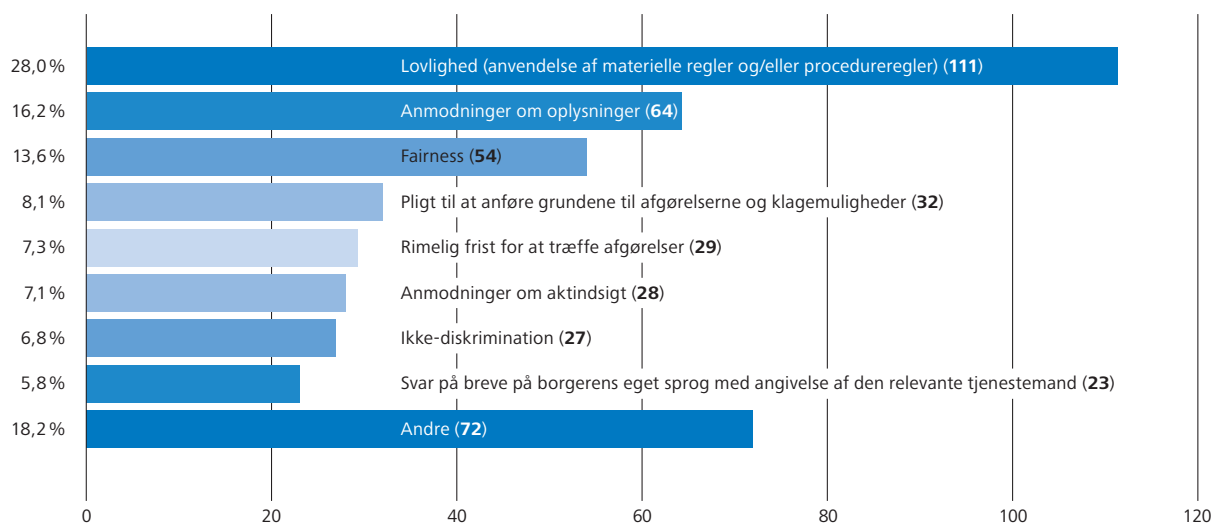 28,0 % Lovlighed (anvendelse af materielle regler og/eller procedureregler) (111)
16,2 % Anmodninger om oplysninger (64)
13,6 % Fairness (54)
8,1 % Pligt til at anføre grundene til afgørelserne og klagemuligheder (32)
7,3 % Rimelig frist for at træffe afgørelser (29)
7,1 % Anmodninger om aktindsigt (28)
6,8 % Ikke-diskrimination (27)
5,8 % Svar på breve på borgerens eget sprog med angivelse af den relevante tjenestemand (23)
18,2 % Andre (72)
0 20 40 60 80 100 120